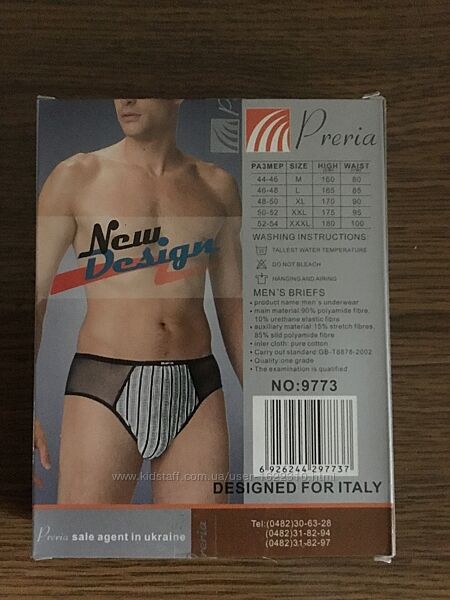 Preria
New
Design
РАЗМЕР SIZE HIGH WAIST
44-46 M 160 80
46-48 L 165 85
48-50 XL 170 90
50-52 XXL 175 95
52-54 XXXL 180 100
WASHING INSTRUCTIONS:
TALLEST WATER TEMPERATURE
DO NOT BLEACH
HANGING AND AIRING
MEN'S BRIEFS
• product name:men's underwear
• main material:90% polyamide fibre,
10% urethane elastic fibre
• auxiliary material:15% stretch fibres,
85% sild polyamide fibre
• inler cloth: pure cotton
• Carry out standard:GB-T8878-2002
• Quality:one grade
• The examination is qualified
NO:9773
6 926244 297737
DESIGNED FOR ITALY
Preria sale agent in ukraine
Preria
Tel:(0482)30-63-28
(0482)31-82-94
(0482)31-82-97